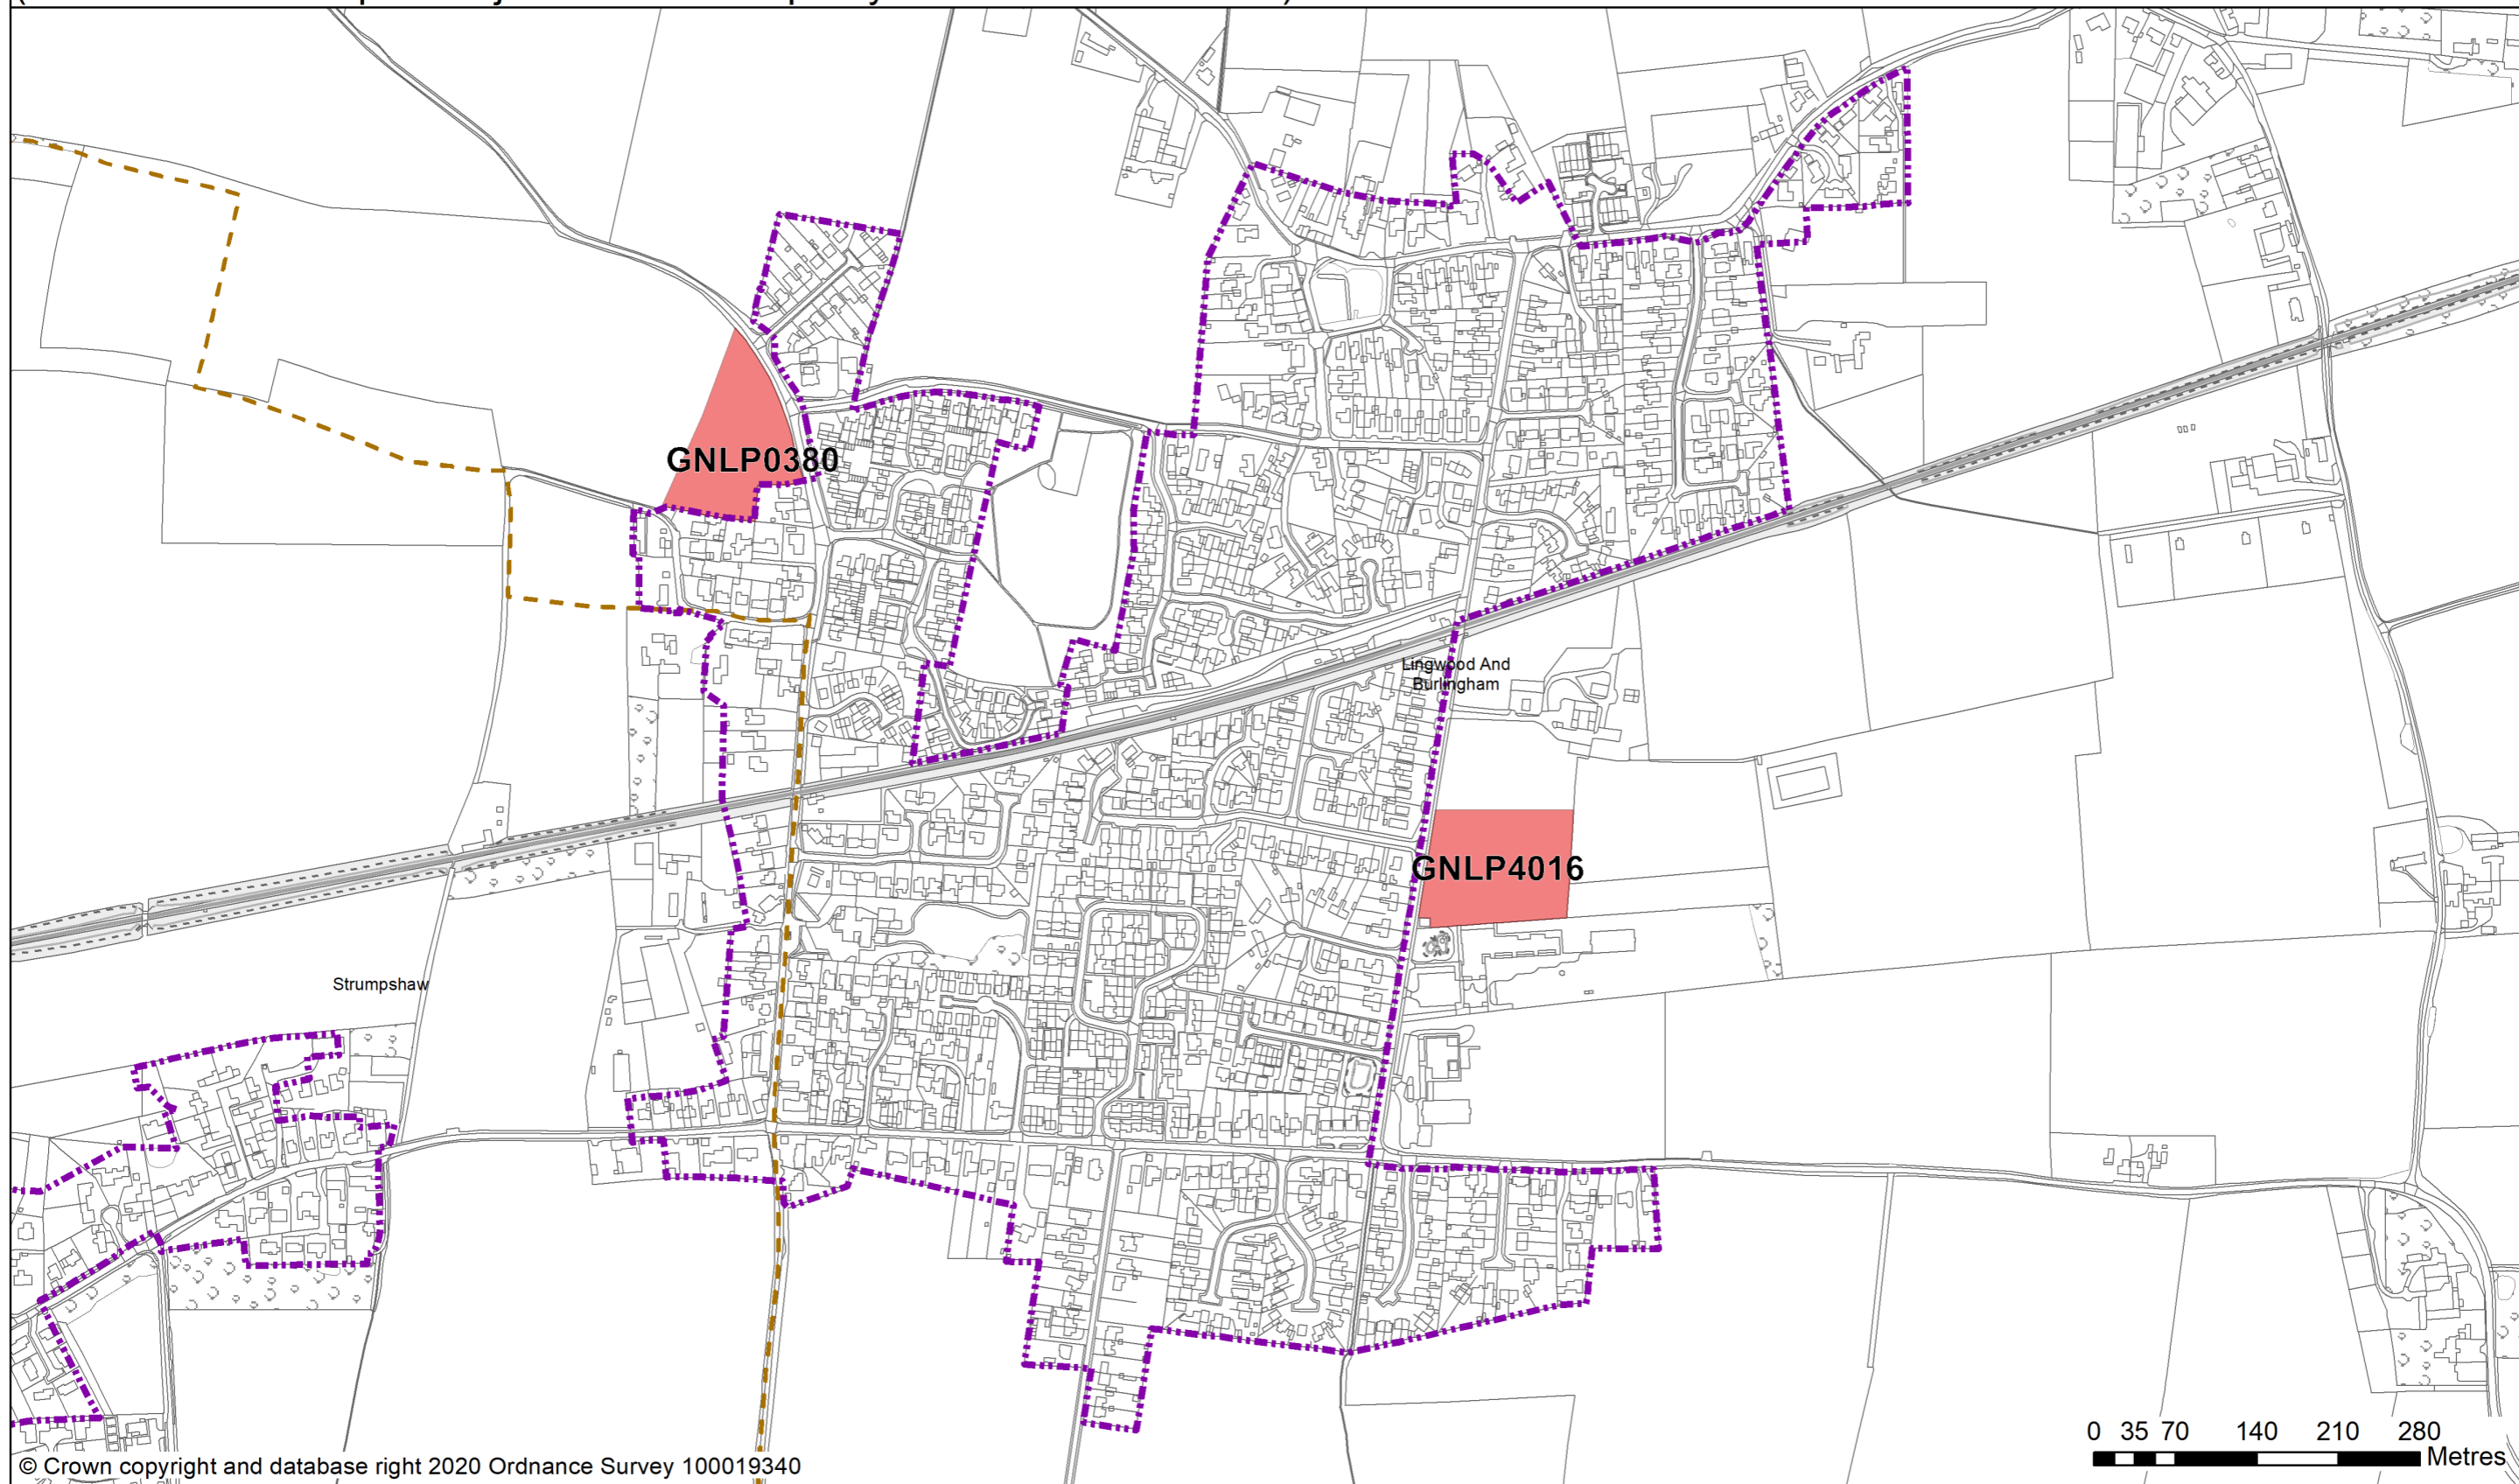 GNLP0380
Lingwood And
Burlingham
GNLP4016
Strumpshaw
0 35 70 140 210 280
Metres
© Crown copyright and database right 2020 Ordnance Survey 100019340